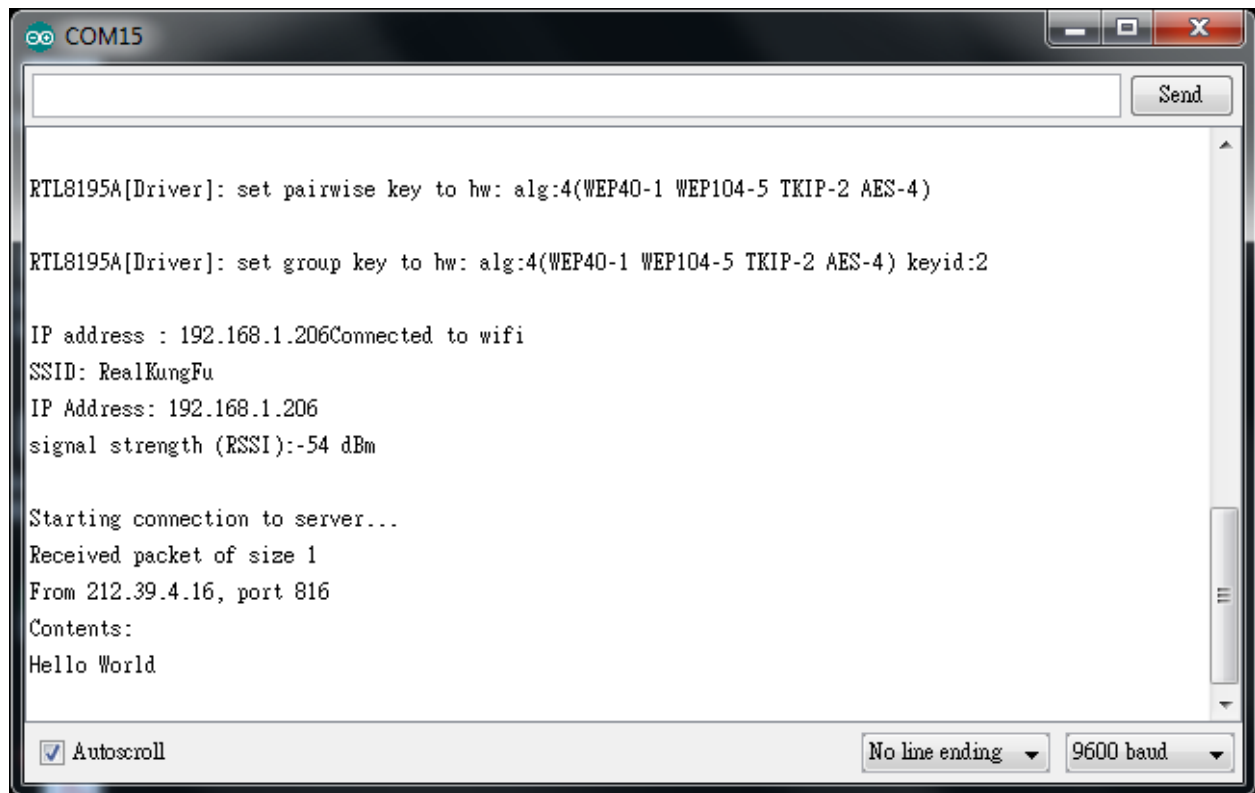 COM15
Send
RTL8195A[Driver]: set pairwise key to hw: alg:4(WEP40-1 WEP104-5 TKIP-2 AES-4)
RTL8195A[Driver]: set group key to hw: alg:4(WEP40-1 WEP104-5 TKIP-2 AES-4) keyid:2
IP address : 192.168.1.206Connected to wifi
SSID: RealKungFu
IP Address: 192.168.1.206
signal strength (RSSI):-54 dBm
Starting connection to server...
Received packet of size 1
From 212.39.4.16, port 816
Contents:
Hello World
Autoscroll
No line ending
9600 baud